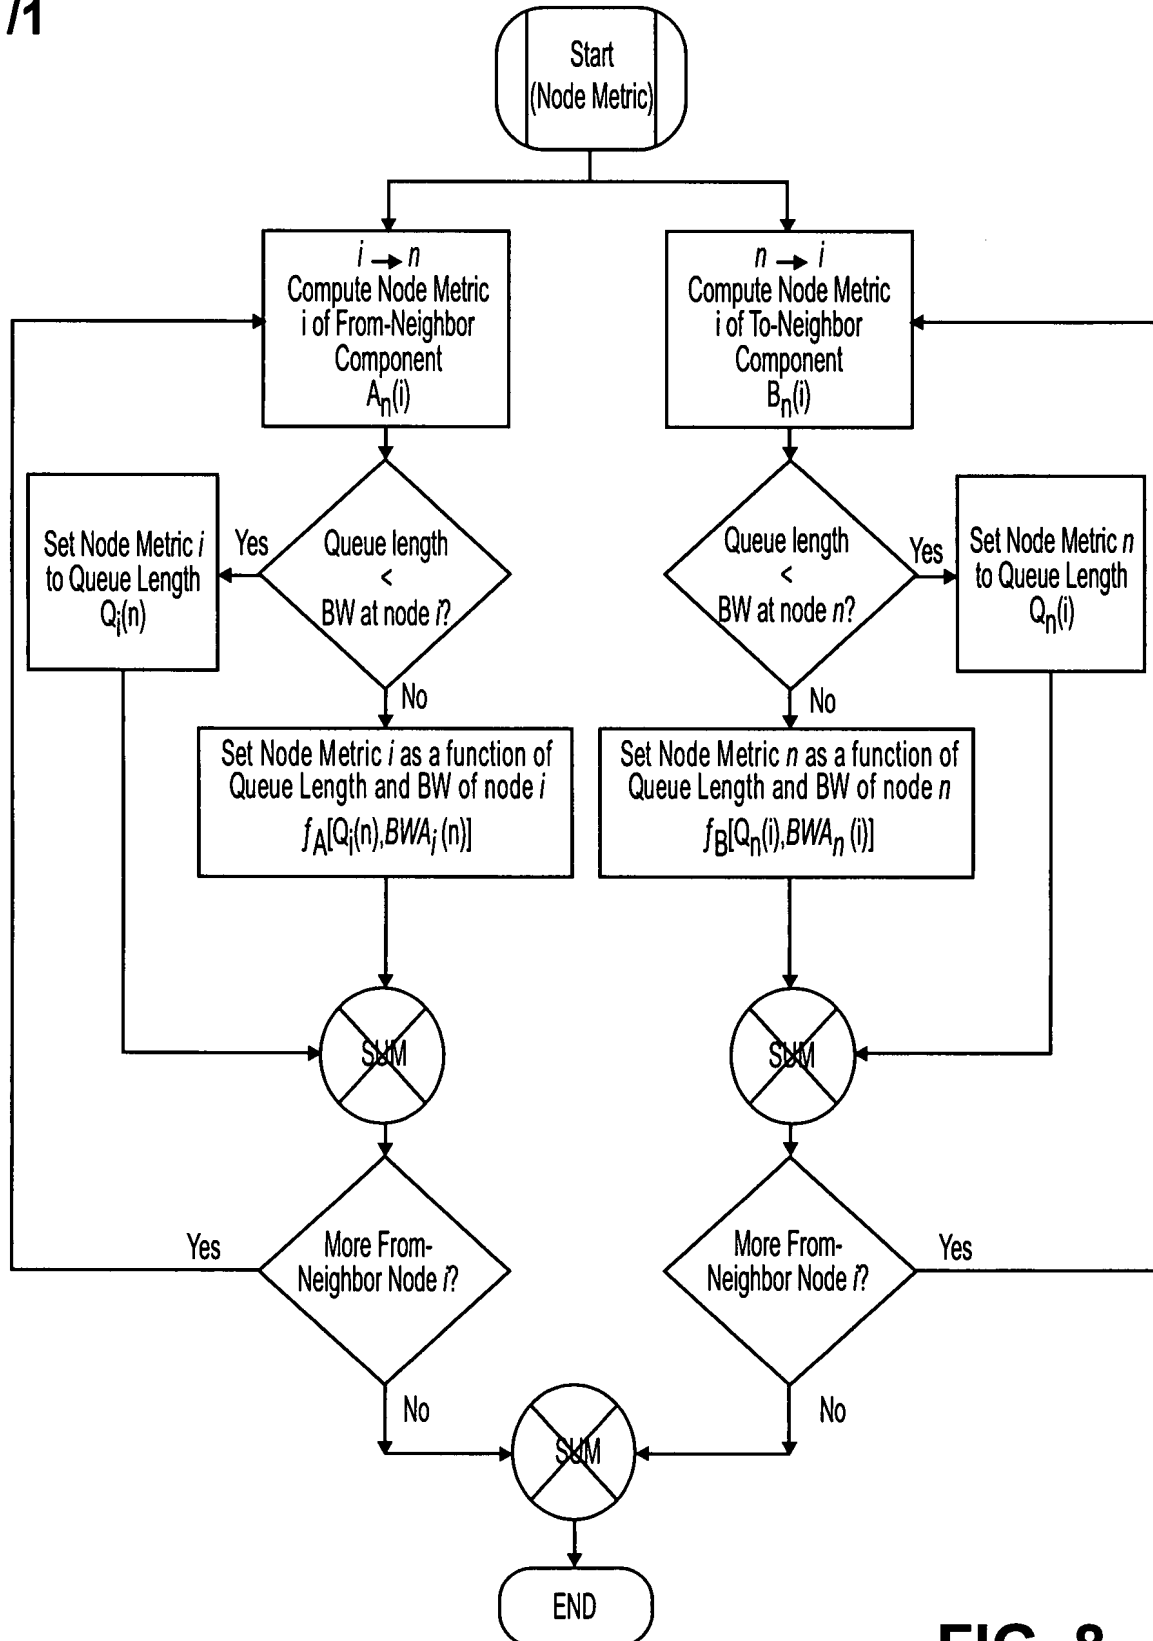 /1
Start
(Node Metric)
i → n
Compute Node Metric
i of From-Neighbor
Component
An(i)
n → i
Compute Node Metric
i of To-Neighbor
Component
Bn(i)
Set Node Metric i
to Queue Length
Qi(n)
Yes
Queue length
<
BW at node i?
Queue length
<
BW at node n?
Yes
Set Node Metric n
to Queue Length
Qn(i)
No
No
Set Node Metric i as a function of
Queue Length and BW of node i
fA[Qi(n),BWAi (n)]
Set Node Metric n as a function of
Queue Length and BW of node n
fB[Qn(i),BWAn (i)]
SUM
SUM
Yes
More From-
Neighbor Node i?
More From-
Neighbor Node i?
Yes
No
No
SUM
END
FIG. 8